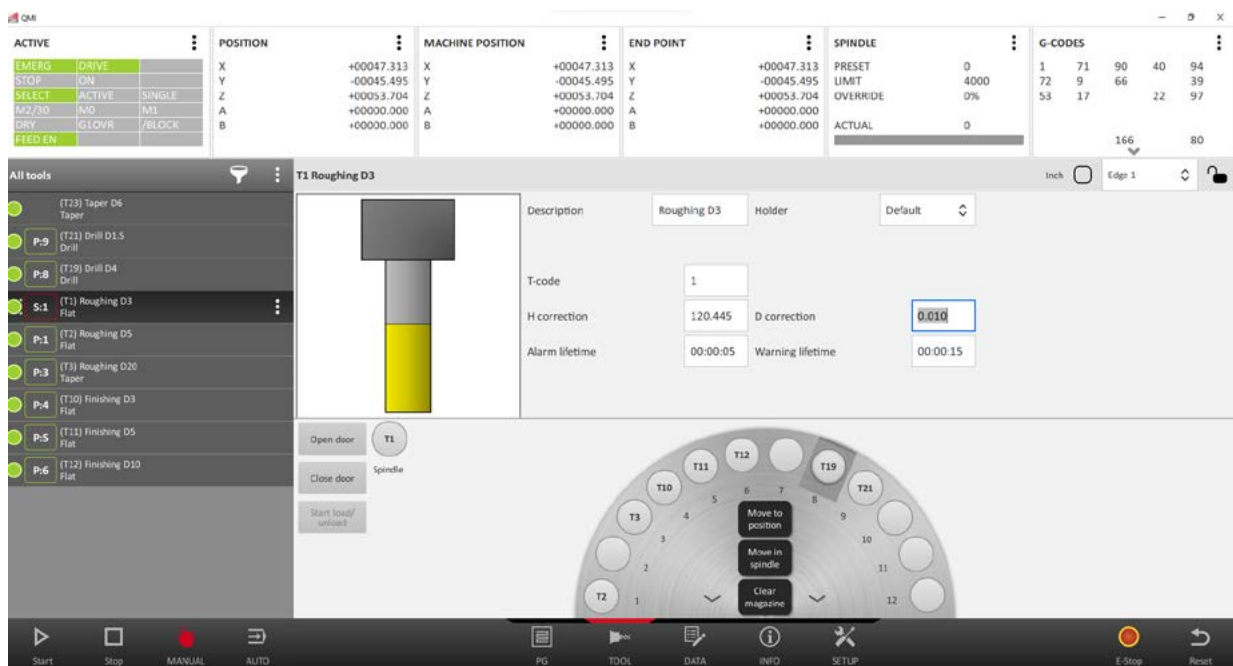 QMI
ACTIVE
EMERG DRIVE
STOP ON
SELECT ACTIVE SINGLE
M2/30 M0 M1
DRY G1OVR /BLOCK
FEED EN
POSITION
X +00047.313
Y -00045.495
Z +00053.704
A +00000.000
B +00000.000
MACHINE POSITION
X +00047.313
Y -00045.495
Z +00053.704
A +00000.000
B +00000.000
END POINT
X +00047.313
Y -00045.495
Z +00053.704
A +00000.000
B +00000.000
SPINDLE
PRESET 0
LIMIT 4000
OVERRIDE 0%
ACTUAL 0
G-CODES
1 71 90 40 94
72 9 66 39
53 17 22 97
166 80
All tools
(T23) Taper D6
Taper
P:9 (T21) Drill D1.5
Drill
P:8 (T19) Drill D4
Drill
S:1 (T1) Roughing D3
Flat
P:1 (T2) Roughing D5
Flat
P:3 (T3) Roughing D20
Taper
P:4 (T10) Finishing D3
Flat
P:5 (T11) Finishing D5
Flat
P:6 (T12) Finishing D10
Flat
T1 Roughing D3
Inch Edge 1
Description Roughing D3 Holder Default
T-code 1
H correction 120.445 D correction 0.010
Alarm lifetime 00:00:05 Warning lifetime 00:00:15
Open door
Close door
Start load/
unload
T1
Spindle
T2 T3 T10 T11 T12 T19 T21
1 2 3 4 5 6 7 8 9 10 11 12
Move to
position
Move in
spindle
Clear
magazine
Start Stop MANUAL AUTO PG TOOL DATA INFO SETUP E-Stop Reset